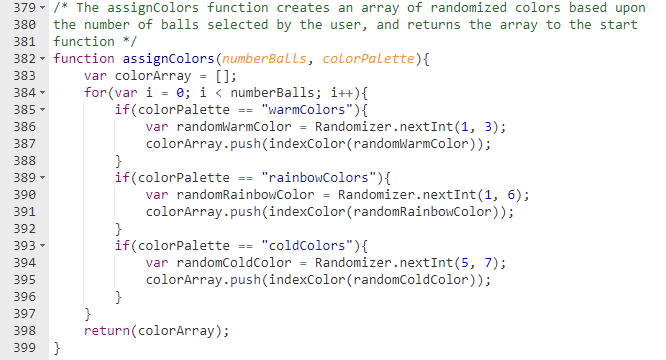 379 /* The assignColors function creates an array of randomized colors based upon
380 the number of balls selected by the user, and returns the array to the start
381 function */
382 function assignColors(numberBalls, colorPalette){
383     var colorArray = [];
384     for(var i = 0; i < numberBalls; i++){
385         if(colorPalette == "warmColors"){
386             var randomWarmColor = Randomizer.nextInt(1, 3);
387             colorArray.push(indexColor(randomWarmColor));
388         }
389         if(colorPalette == "rainbowColors"){
390             var randomRainbowColor = Randomizer.nextInt(1, 6);
391             colorArray.push(indexColor(randomRainbowColor));
392         }
393         if(colorPalette == "coldColors"){
394             var randomColdColor = Randomizer.nextInt(5, 7);
395             colorArray.push(indexColor(randomColdColor));
396         }
397     }
398     return(colorArray);
399 }